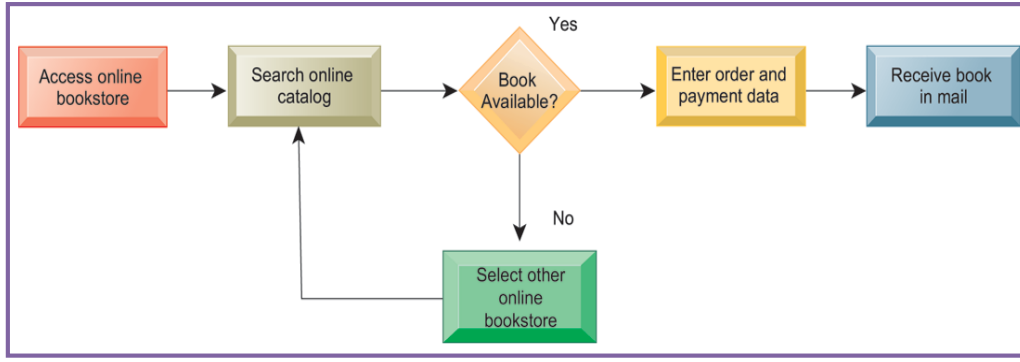 Yes
Access online
bookstore
Search online
catalog
Book
Available?
Enter order and
payment data
Receive book
in mail
No
Select other
online
bookstore